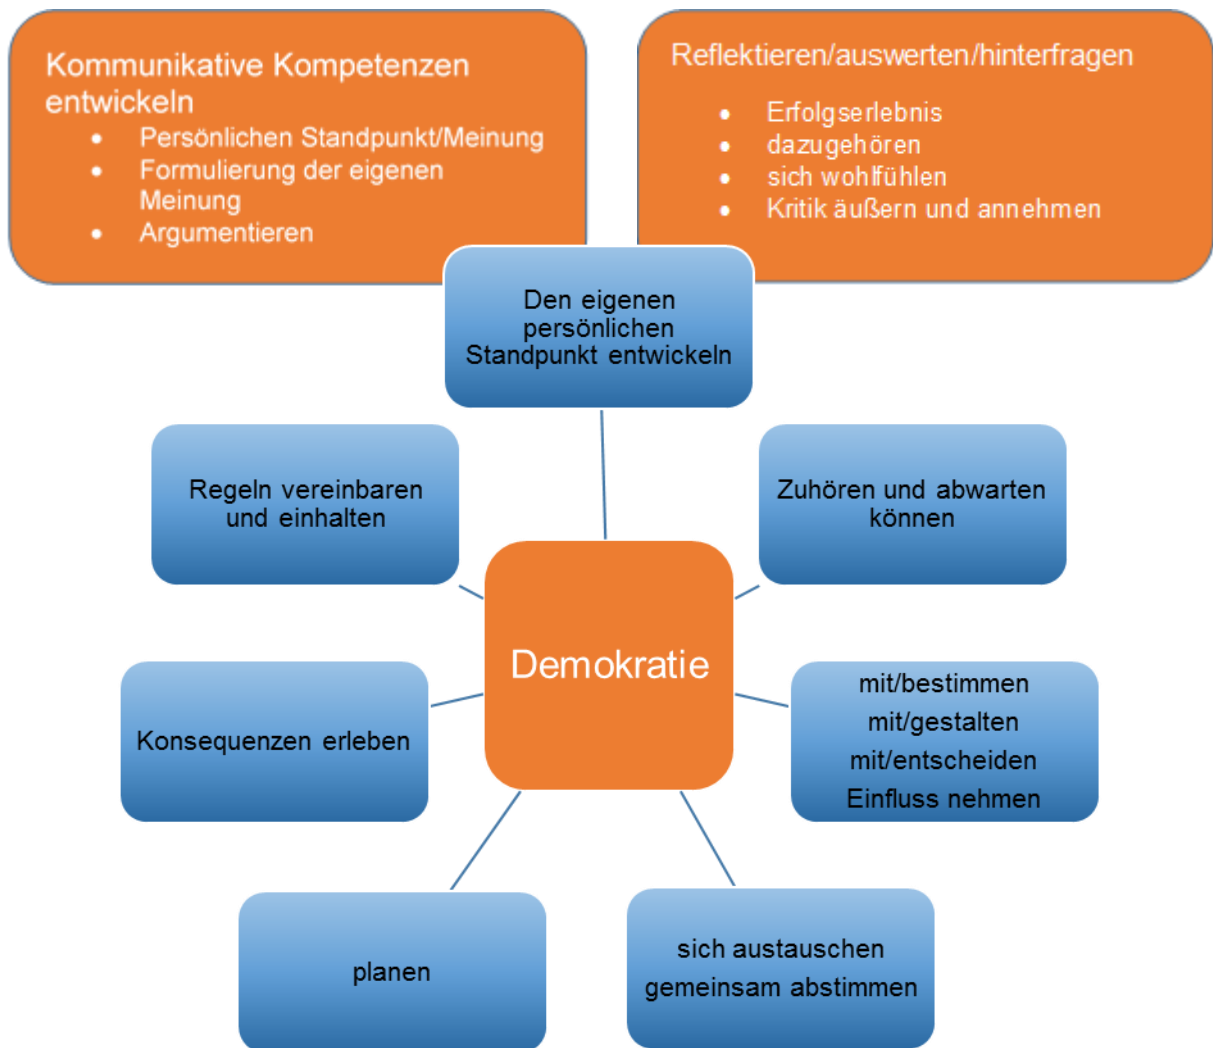 Kommunikative Kompetenzen
entwickeln
• Persönlichen Standpunkt/Meinung
• Formulierung der eigenen
Meinung
• Argumentieren
Reflektieren/auswerten/hinterfragen
• Erfolgserlebnis
• dazugehören
• sich wohlfühlen
• Kritik äußern und annehmen
Den eigenen
persönlichen
Standpunkt entwickeln
Regeln vereinbaren
und einhalten
Zuhören und abwarten
können
Demokratie
Konsequenzen erleben
mit/bestimmen
mit/gestalten
mit/entscheiden
Einfluss nehmen
planen
sich austauschen
gemeinsam abstimmen